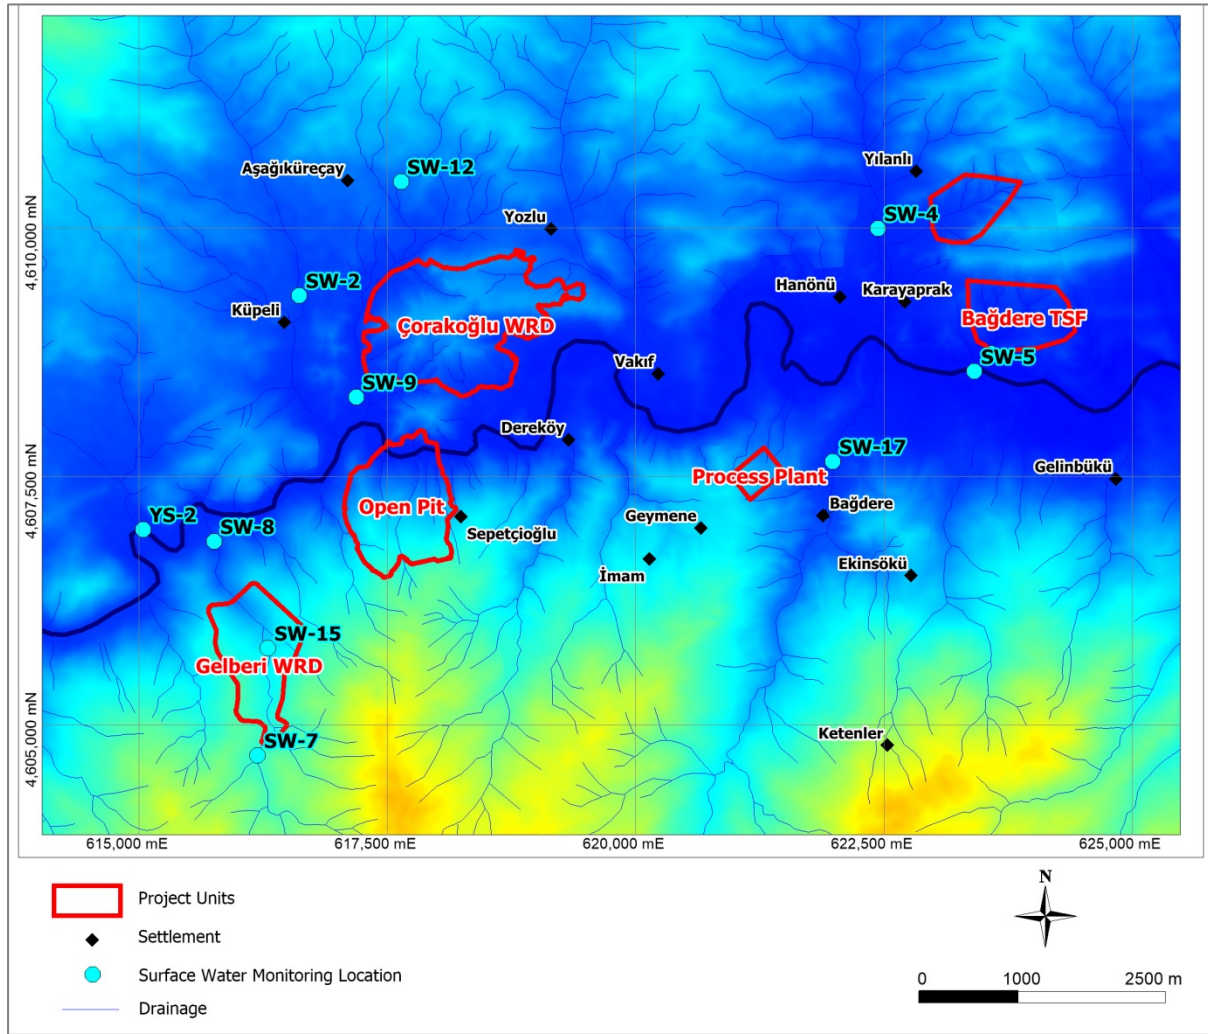 Yılanlı
Aşağıküreçay
SW-12
SW-4
Yozlu
4,610,000 mN
SW-2
Hanönü
Karayaprak
Küpeli
Çorakoğlu WRD
Bağdere TSF
Vakıf
SW-5
SW-9
Dereköy
SW-17
Gelinbükü
4,607,500 mN
Process Plant
Open Pit
Bağdere
YS-2
SW-8
Geymene
Sepetçioğlu
İmam
Ekinsökü
SW-15
Gelberi WRD
4,605,000 mN
SW-7
Ketenler
615,000 mE
617,500 mE
620,000 mE
622,500 mE
625,000 mE
Project Units
Settlement
Surface Water Monitoring Location
Drainage
N
0 1000 2500 m